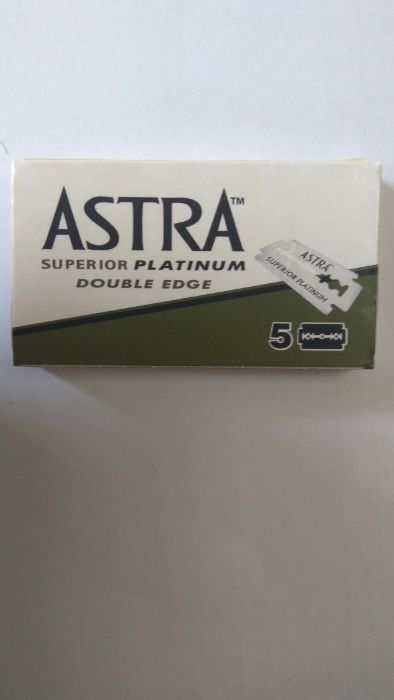 ASTRA™
SUPERIOR PLATINUM
DOUBLE EDGE
ASTRA
SUPERIOR PLATINUM
5